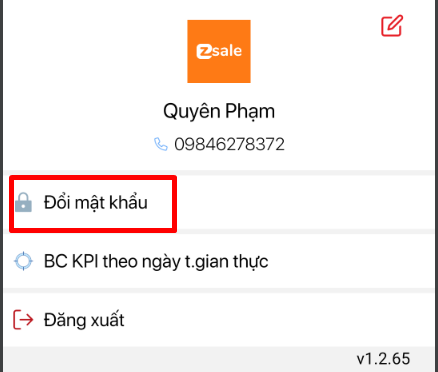 zsale
Quyên Phạm
09846278372
Đổi mật khẩu
BC KPI theo ngày t.gian thực
Đăng xuất
v1.2.65